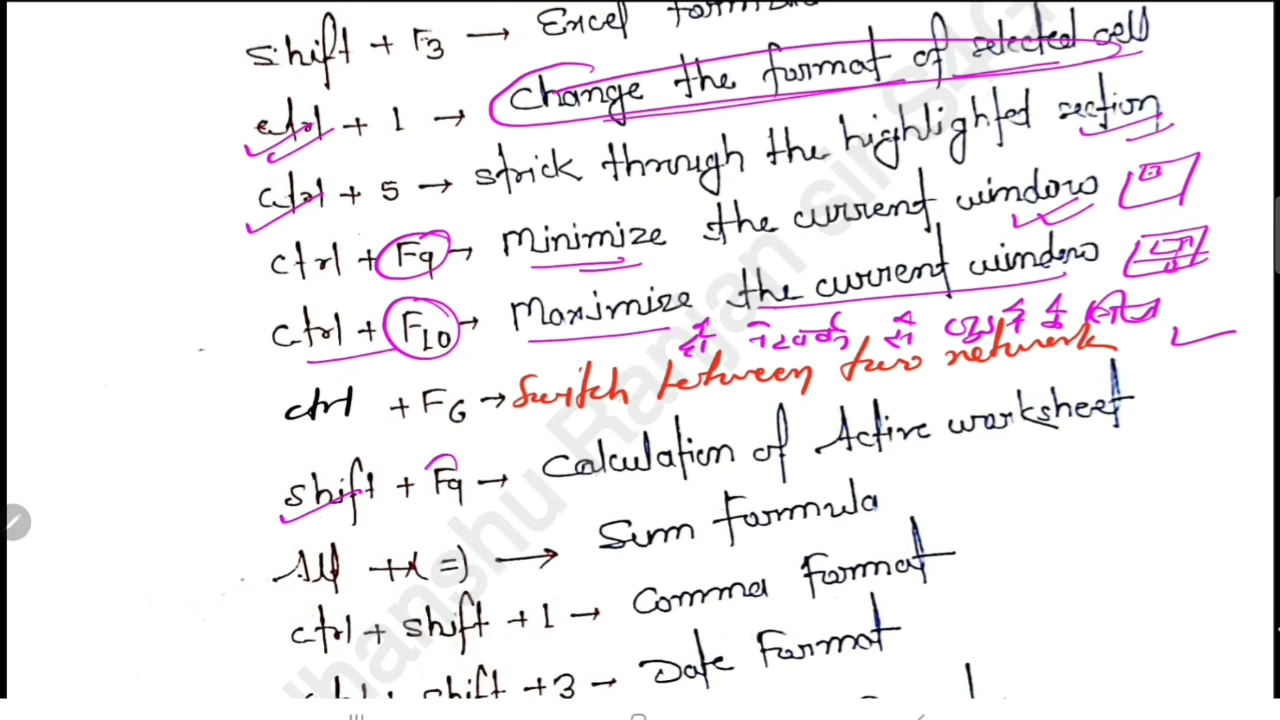 Shift + F3 → Excel formula
ctrl + 1 → Change the format of selected cell
ctrl + 5 → strick through the highlighted section
ctrl + F9 → Minimize the current window
ctrl + F10 → Maximize the current window
ctrl + F6 → Switch between two network
shift + F9 → Calculation of Active worksheet
Alt + (=) → Sum Formula
ctrl + shift + 1 → Comma Format
shift + 3 → Date Format